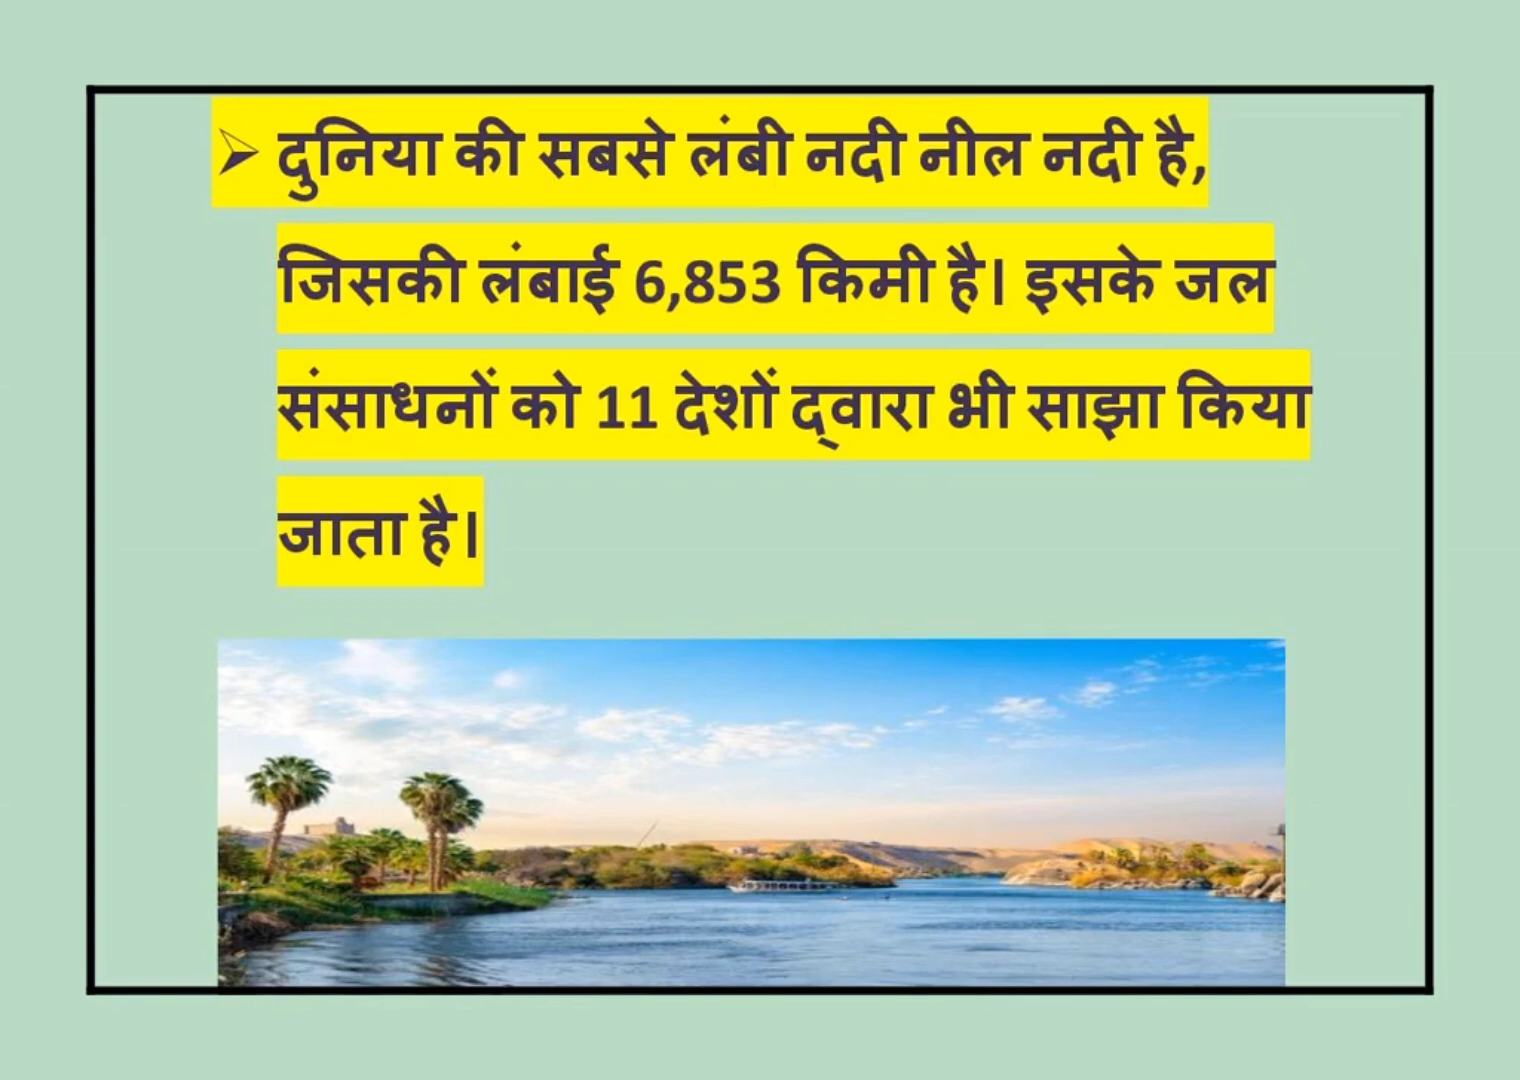 ➢ दुनिया की सबसे लंबी नदी नील नदी है,
जिसकी लंबाई 6,853 किमी है। इसके जल
संसाधनों को 11 देशों द्वारा भी साझा किया
जाता है।